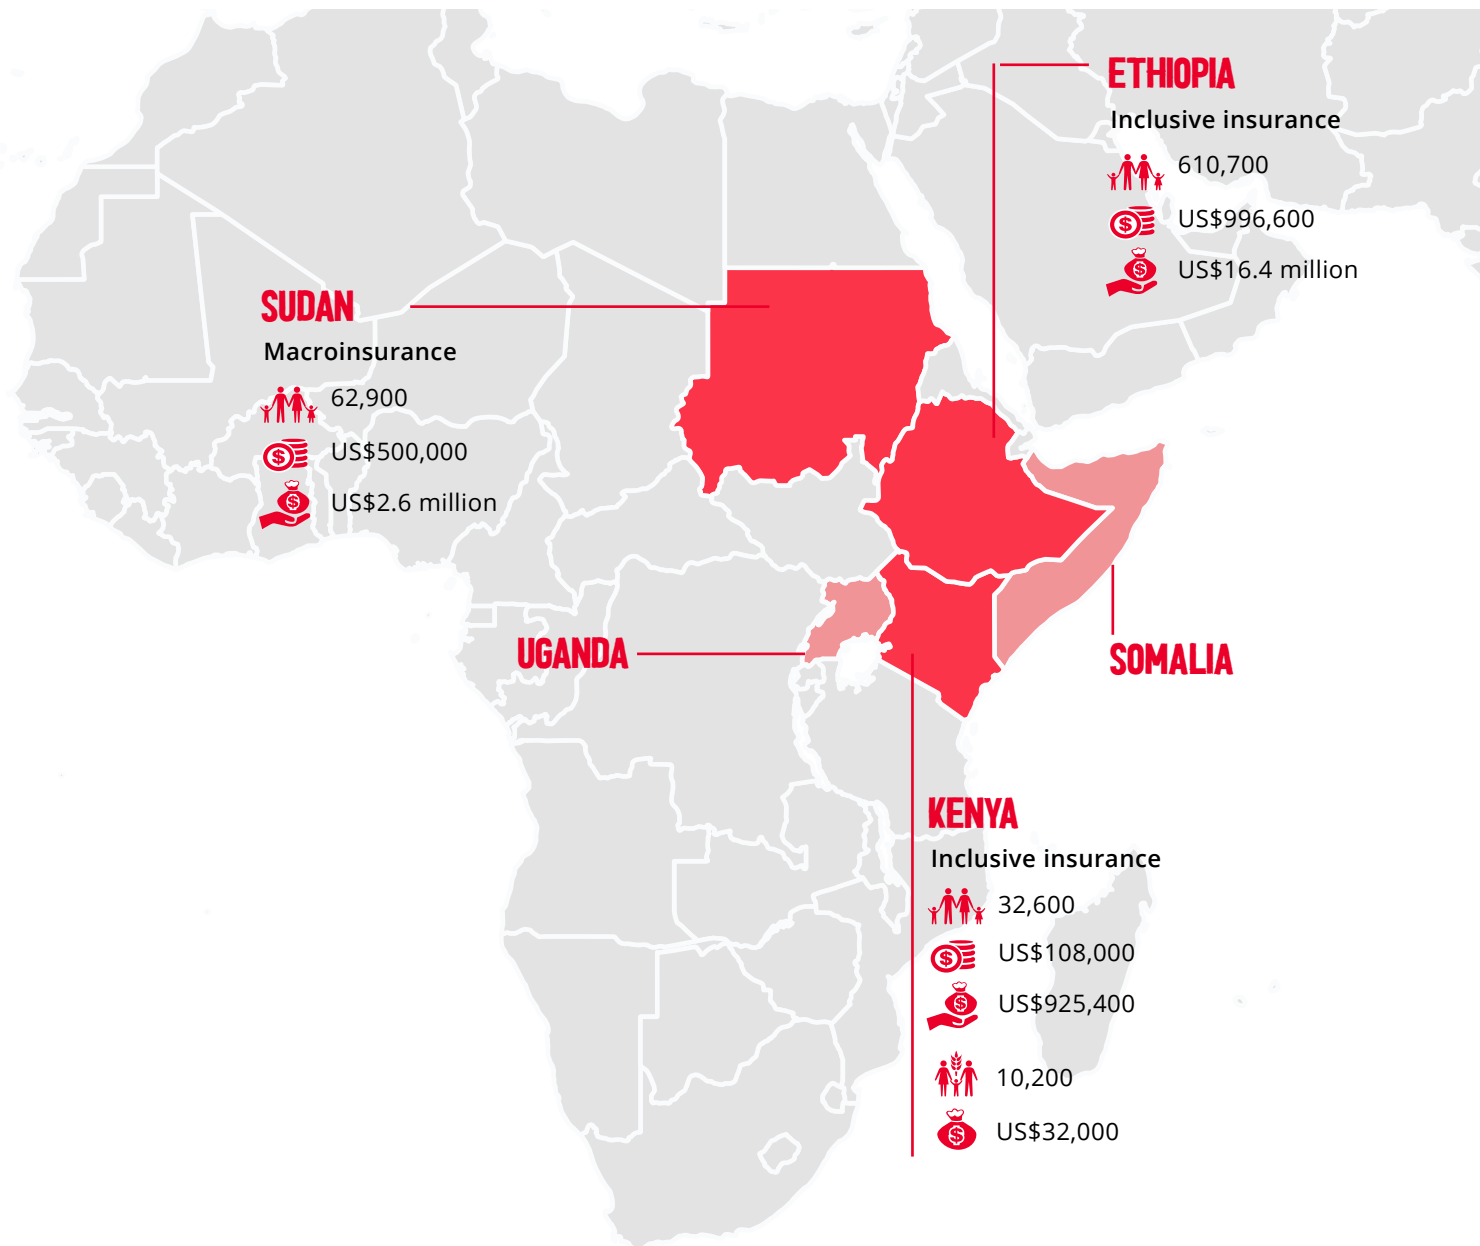 ETHIOPIA
Inclusive insurance
610,700
US$996,600
US$16.4 million
SUDAN
Macroinsurance
62,900
US$500,000
US$2.6 million
UGANDA
SOMALIA
KENYA
Inclusive insurance
32,600
US$108,000
US$925,400
10,200
US$32,000